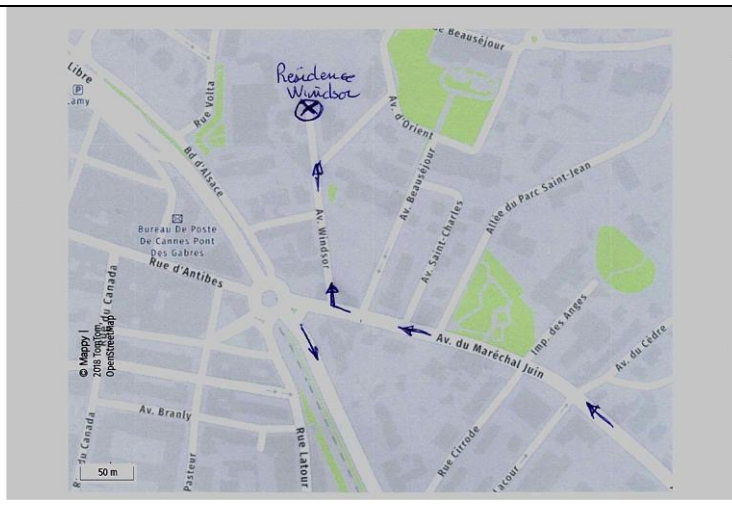 de Beauséjour
Libre
P
Lamy
Rue Volta
Résidence
Windsor
Av. d'Orient
Bd d'Alsace
Av. Beauséjour
Allée du Parc Saint-Jean
Av. Saint-Charles
Av. Windsor
Bureau De Poste
De Cannes Pont
Des Gabres
Rue d'Antibes
Rue du Canada
© Mappy |
2018 TomTom,
OpenStreetMap
Imp. des Anges
Av. du Maréchal Juin
Av. du Cèdre
Av. Branly
du Canada
Pasteur
Rue Latour
Rue Cirrode
Lacour
50 m